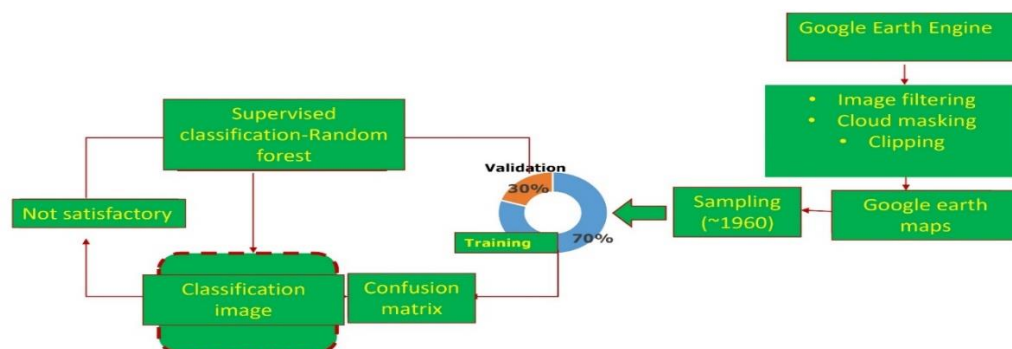 Google Earth Engine
• Image filtering
• Cloud masking
• Clipping
Google earth
maps
Sampling
(~1960)
Validation
30%
70%
Training
Supervised
classification-Random
forest
Not satisfactory
Classification
image
Confusion
matrix